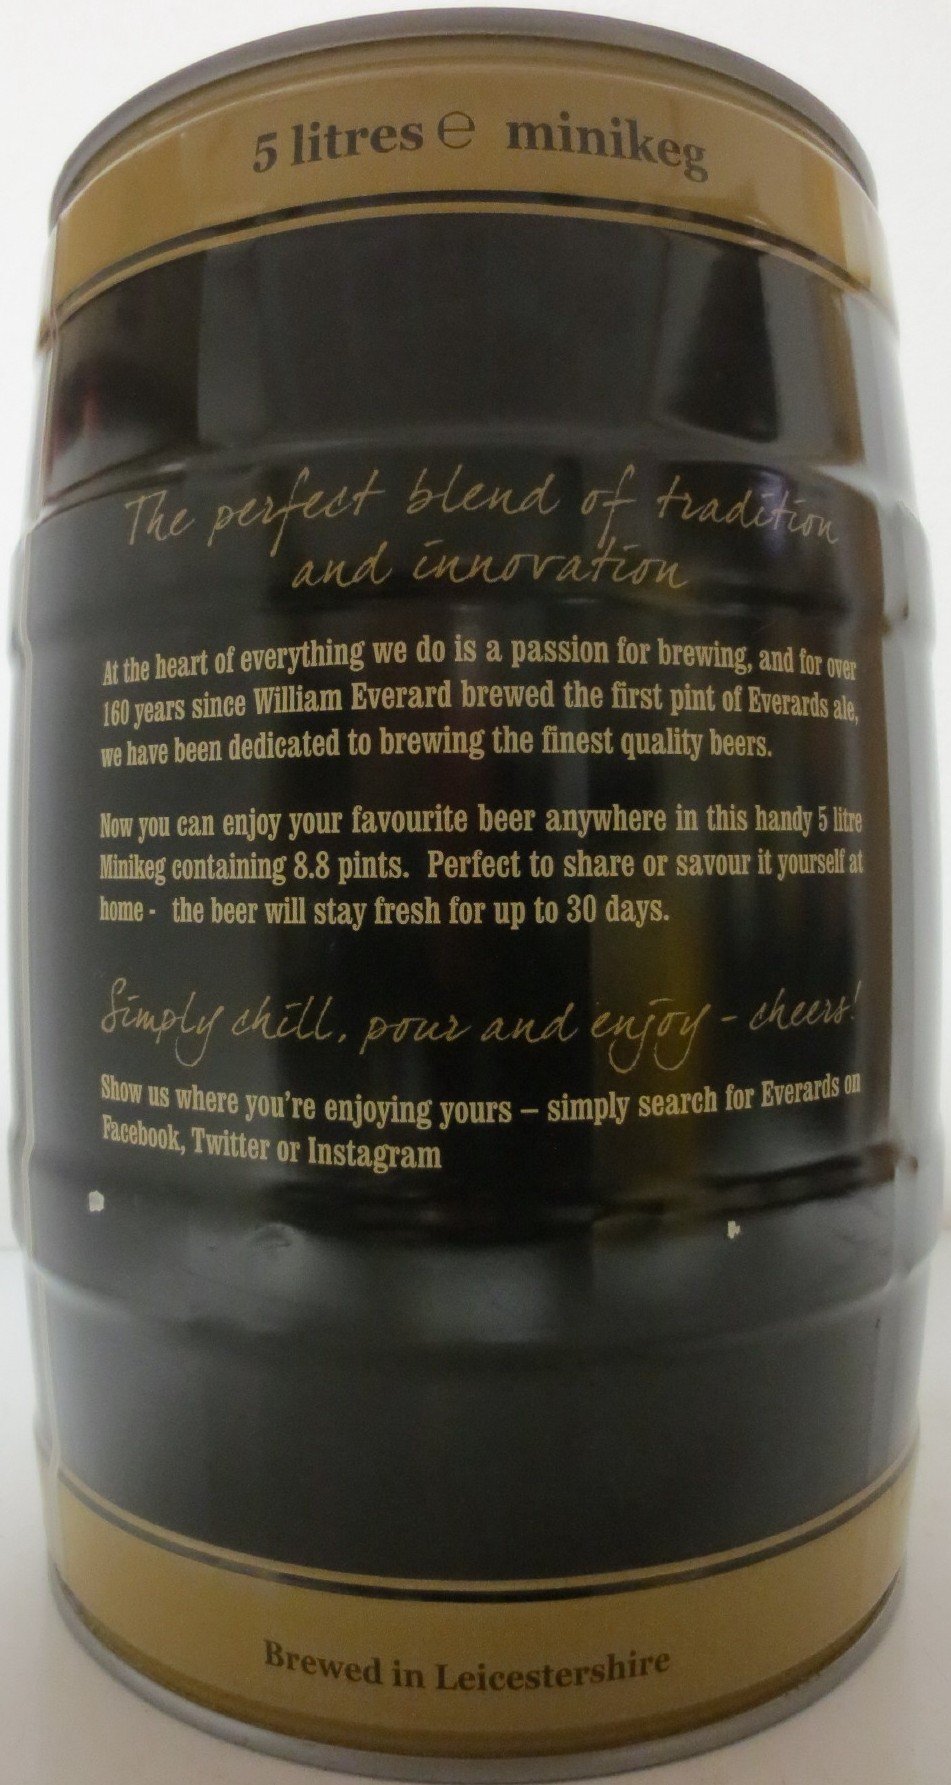 5 litres ℮ minikeg
The perfect blend of tradition
and innovation
At the heart of everything we do is a passion for brewing, and for over
160 years since William Everard brewed the first pint of Everards ale,
we have been dedicated to brewing the finest quality beers.
Now you can enjoy your favourite beer anywhere in this handy 5 litre
Minikeg containing 8.8 pints. Perfect to share or savour it yourself at
home - the beer will stay fresh for up to 30 days.
Simply chill, pour and enjoy - cheers!
Show us where you're enjoying yours – simply search for Everards on
Facebook, Twitter or Instagram
Brewed in Leicestershire